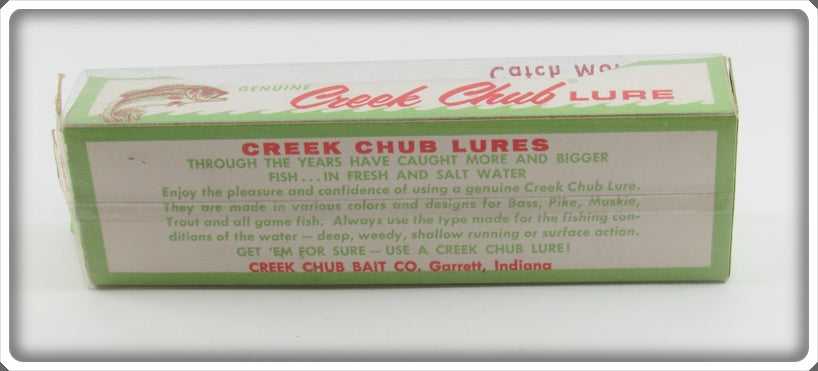 Catch
GENUINE Creek Chub® LURE
CREEK CHUB LURES
THROUGH THE YEARS HAVE CAUGHT MORE AND BIGGER
FISH...IN FRESH AND SALT WATER
Enjoy the pleasure and confidence of using a genuine Creek Chub Lure.
They are made in various colors and designs for Bass, Pike, Muskie,
Trout and all game fish. Always use the type made for the fishing con-
ditions of the water — deep, weedy, shallow running or surface action.
GET 'EM FOR SURE — USE A CREEK CHUB LURE!
CREEK CHUB BAIT CO. Garrett, Indiana